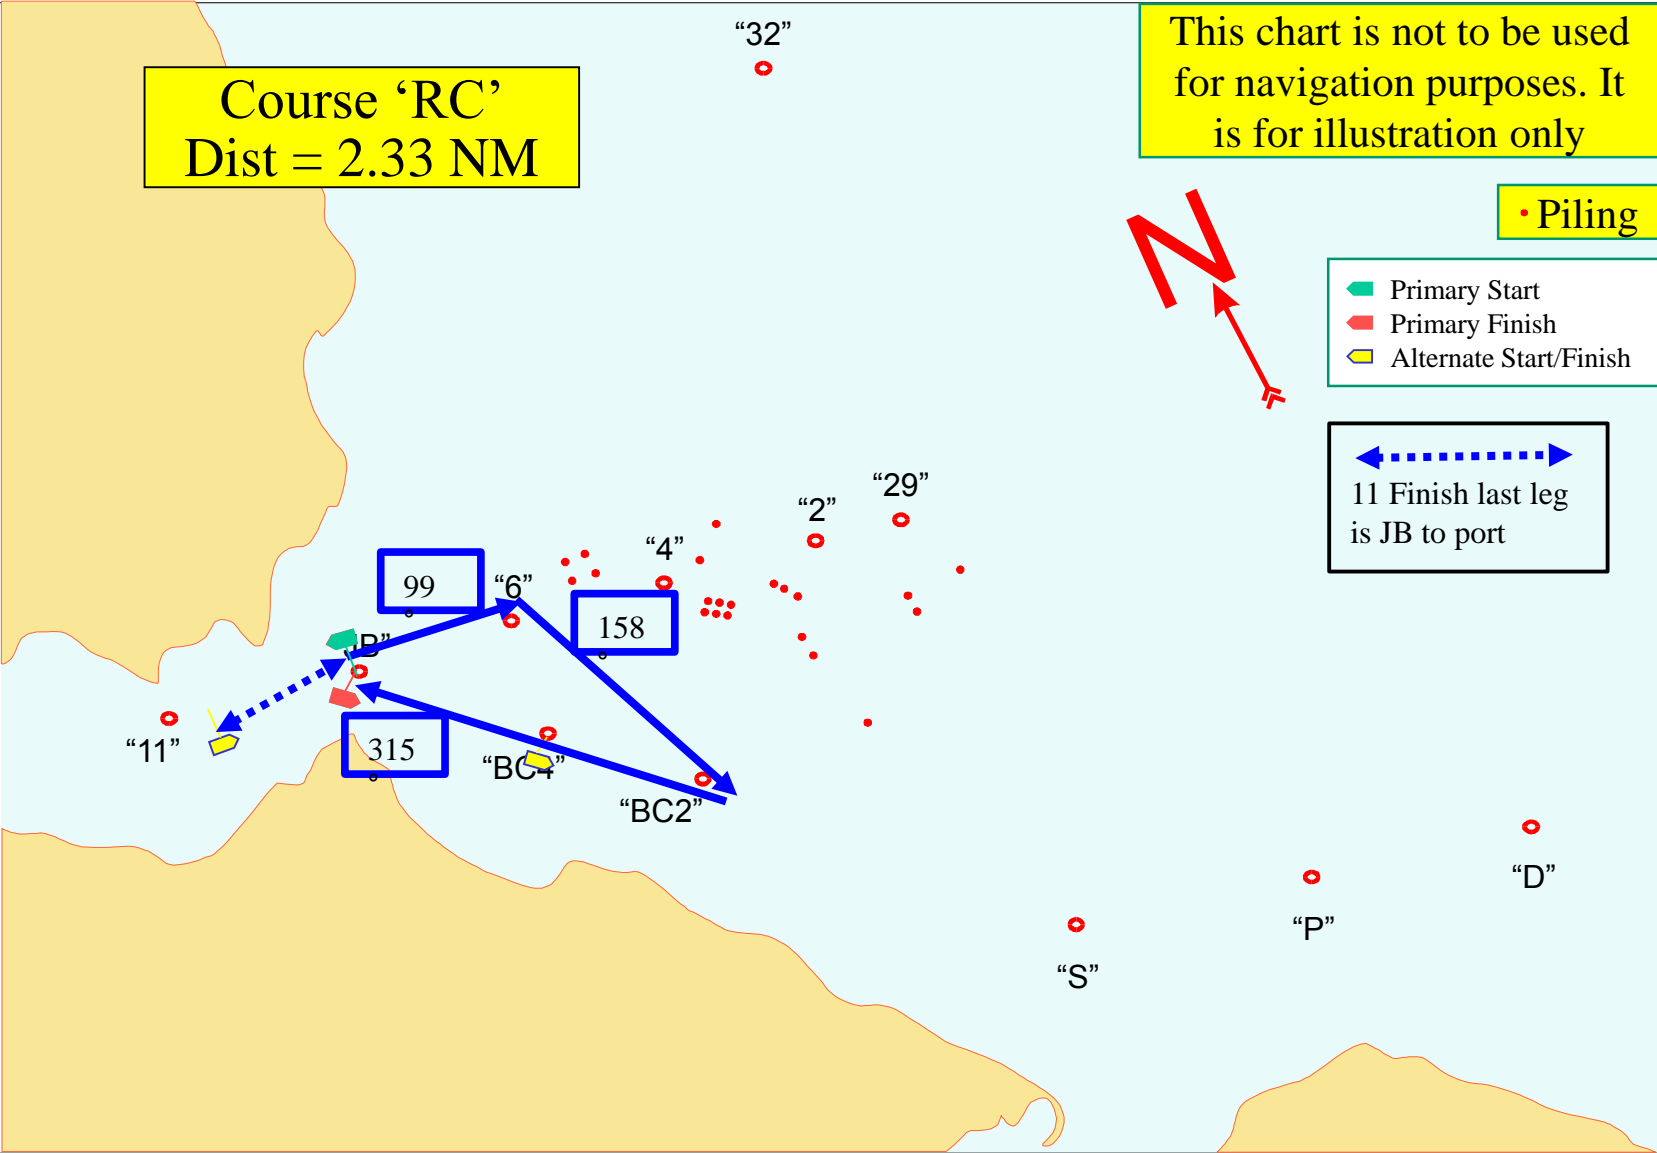 “32”
This chart is not to be used
for navigation purposes. It
is for illustration only
Course ‘RC’
Dist = 2.33 NM
N
Piling
Primary Start
Primary Finish
Alternate Start/Finish
11 Finish last leg
is JB to port
“29”
“2”
“4”
99
“6”
158
JB”
“11”
315
“BC4”
“BC2”
“D”
“P”
“S”